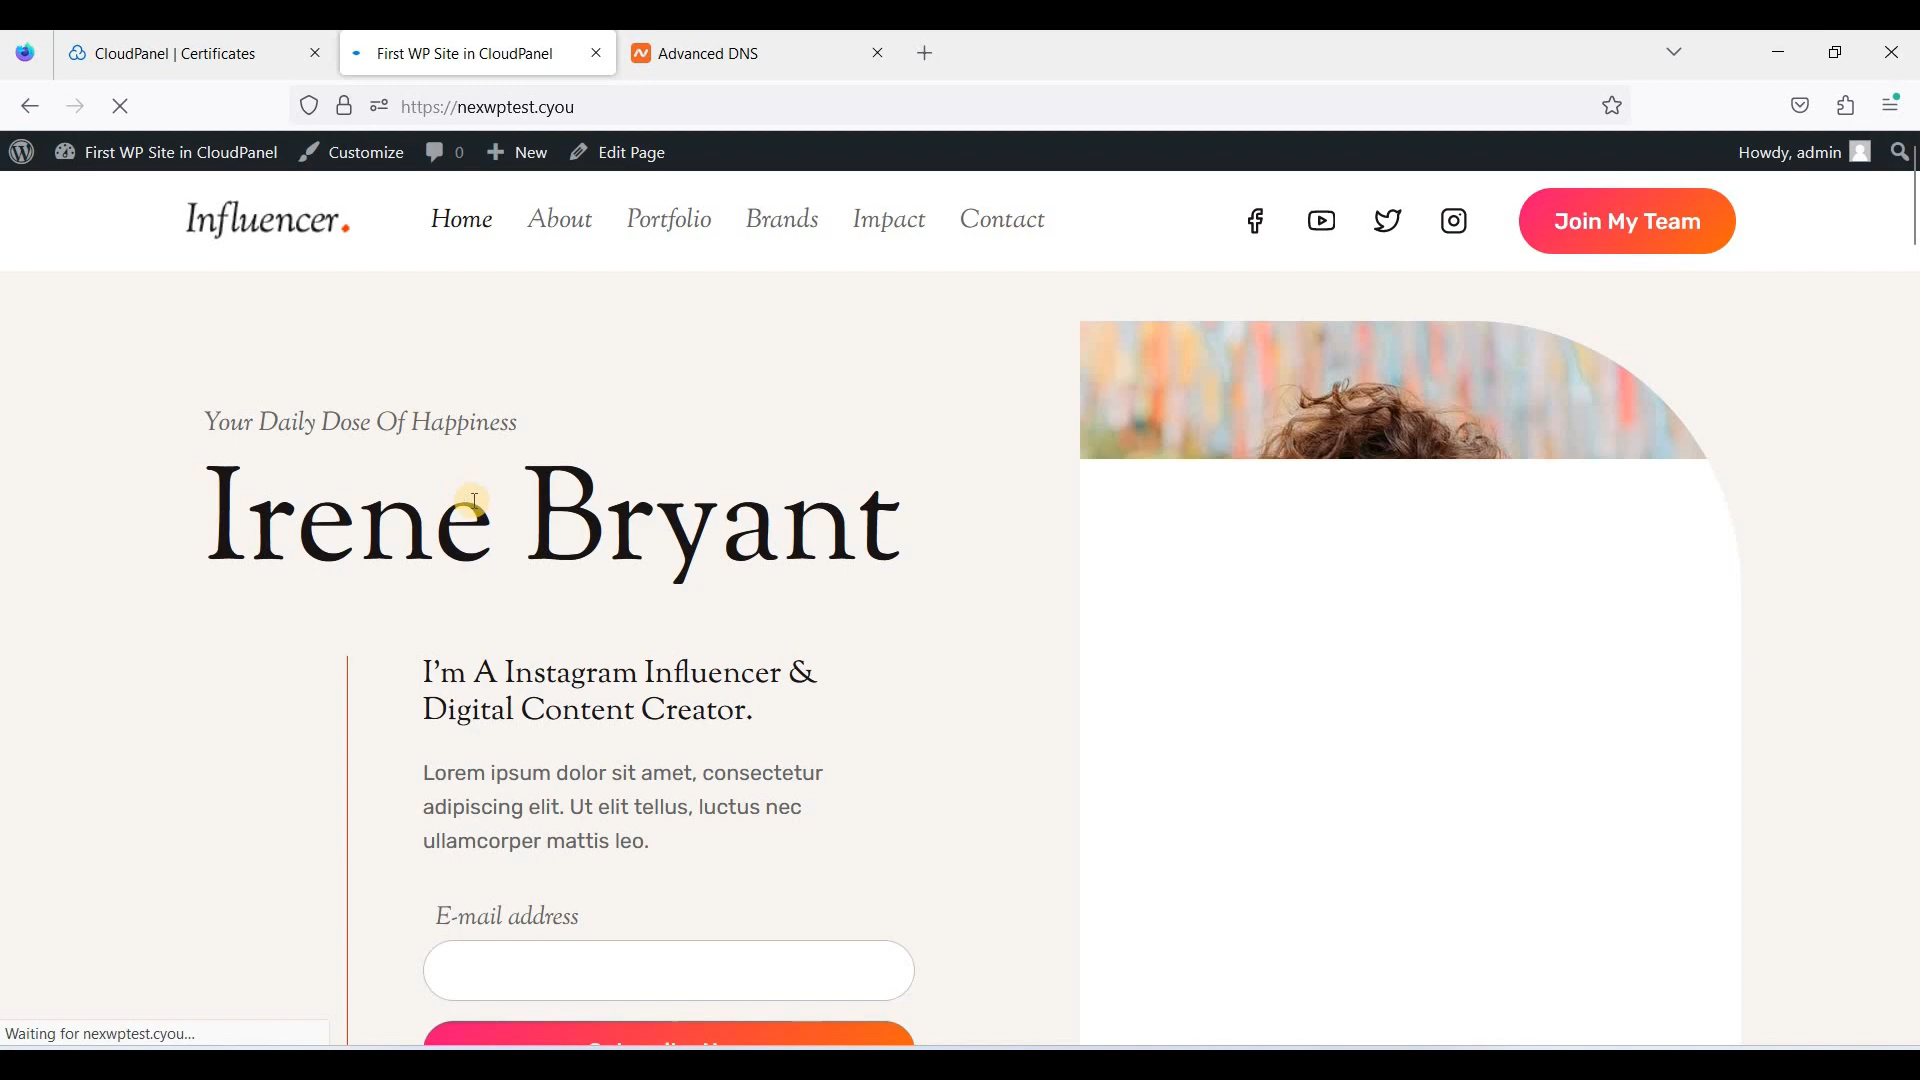 CloudPanel | Certificates
First WP Site in CloudPanel
Advanced DNS
https://nexwptest.cyou
First WP Site in CloudPanel
Customize
0
New
Edit Page
Howdy, admin
Influencer.
Home
About
Portfolio
Brands
Impact
Contact
Join My Team
Your Daily Dose Of Happiness
Irene Bryant
I'm A Instagram Influencer &
Digital Content Creator.
Lorem ipsum dolor sit amet, consectetur
adipiscing elit. Ut elit tellus, luctus nec
ullamcorper mattis leo.
E-mail address
Waiting for nexwptest.cyou...